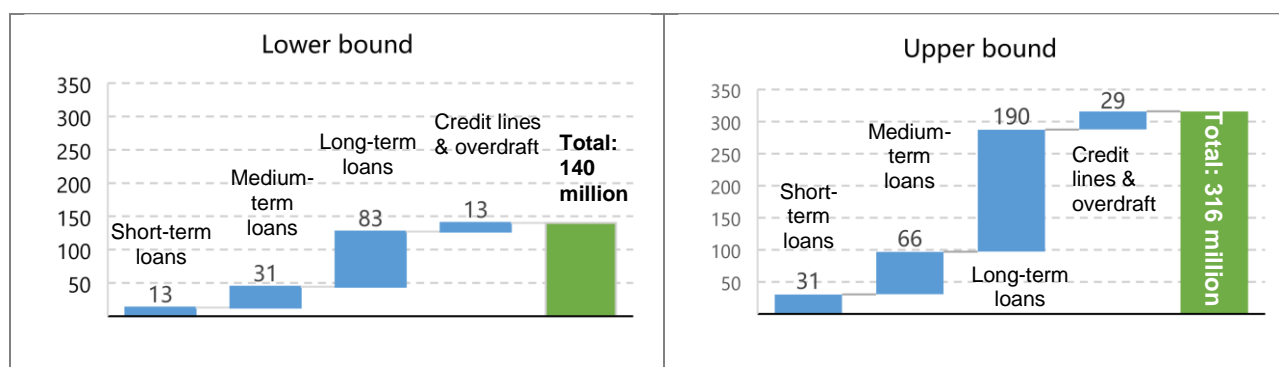 Lower bound
350
300
250
200
150
100
50
Short-term
loans
13
Medium-
term
loans
31
Long-term
loans
83
Credit lines
& overdraft
13
Total:
140
million
Upper bound
350
300
250
200
150
100
50
Short-
term
loans
31
Medium-
term
loans
66
190
Long-term
loans
29
Credit
lines &
overdraft
Total: 316 million